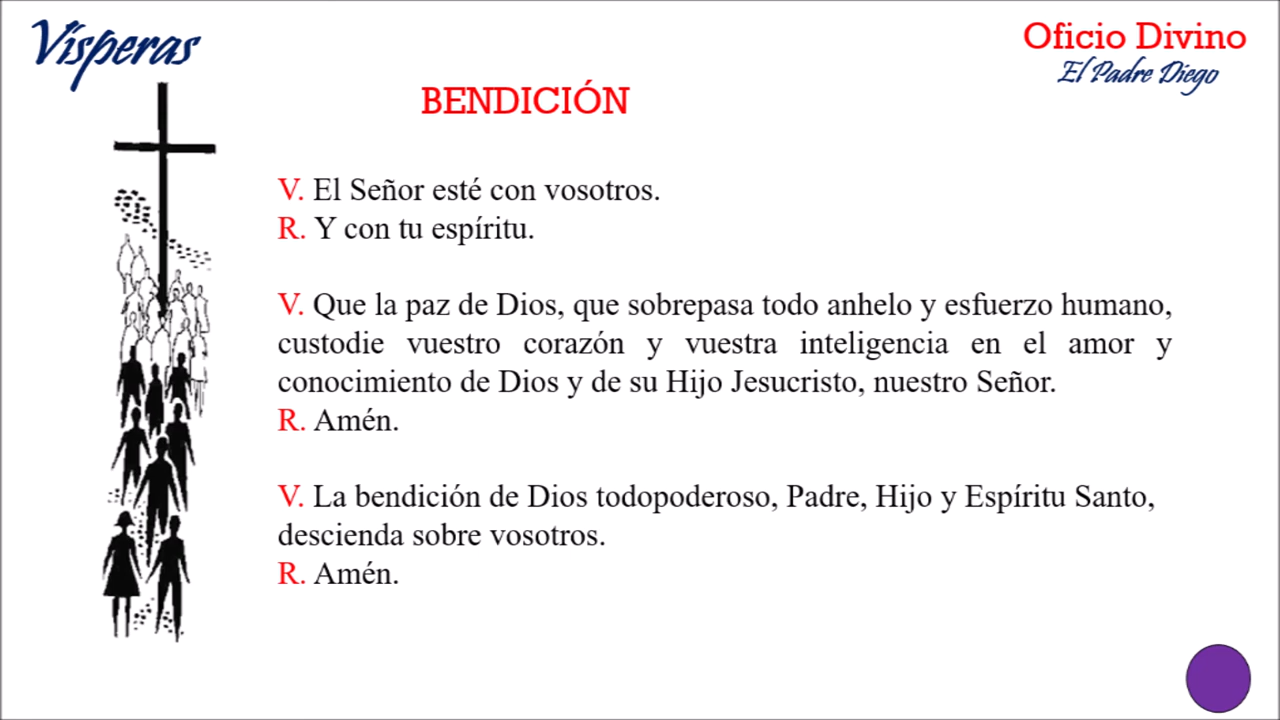 Vísperas
Oficio Divino
El Padre Diego
BENDICIÓN
V. El Señor esté con vosotros.
R. Y con tu espíritu.
V. Que la paz de Dios, que sobrepasa todo anhelo y esfuerzo humano,
custodie vuestro corazón y vuestra inteligencia en el amor y
conocimiento de Dios y de su Hijo Jesucristo, nuestro Señor.
R. Amén.
V. La bendición de Dios todopoderoso, Padre, Hijo y Espíritu Santo,
descienda sobre vosotros.
R. Amén.